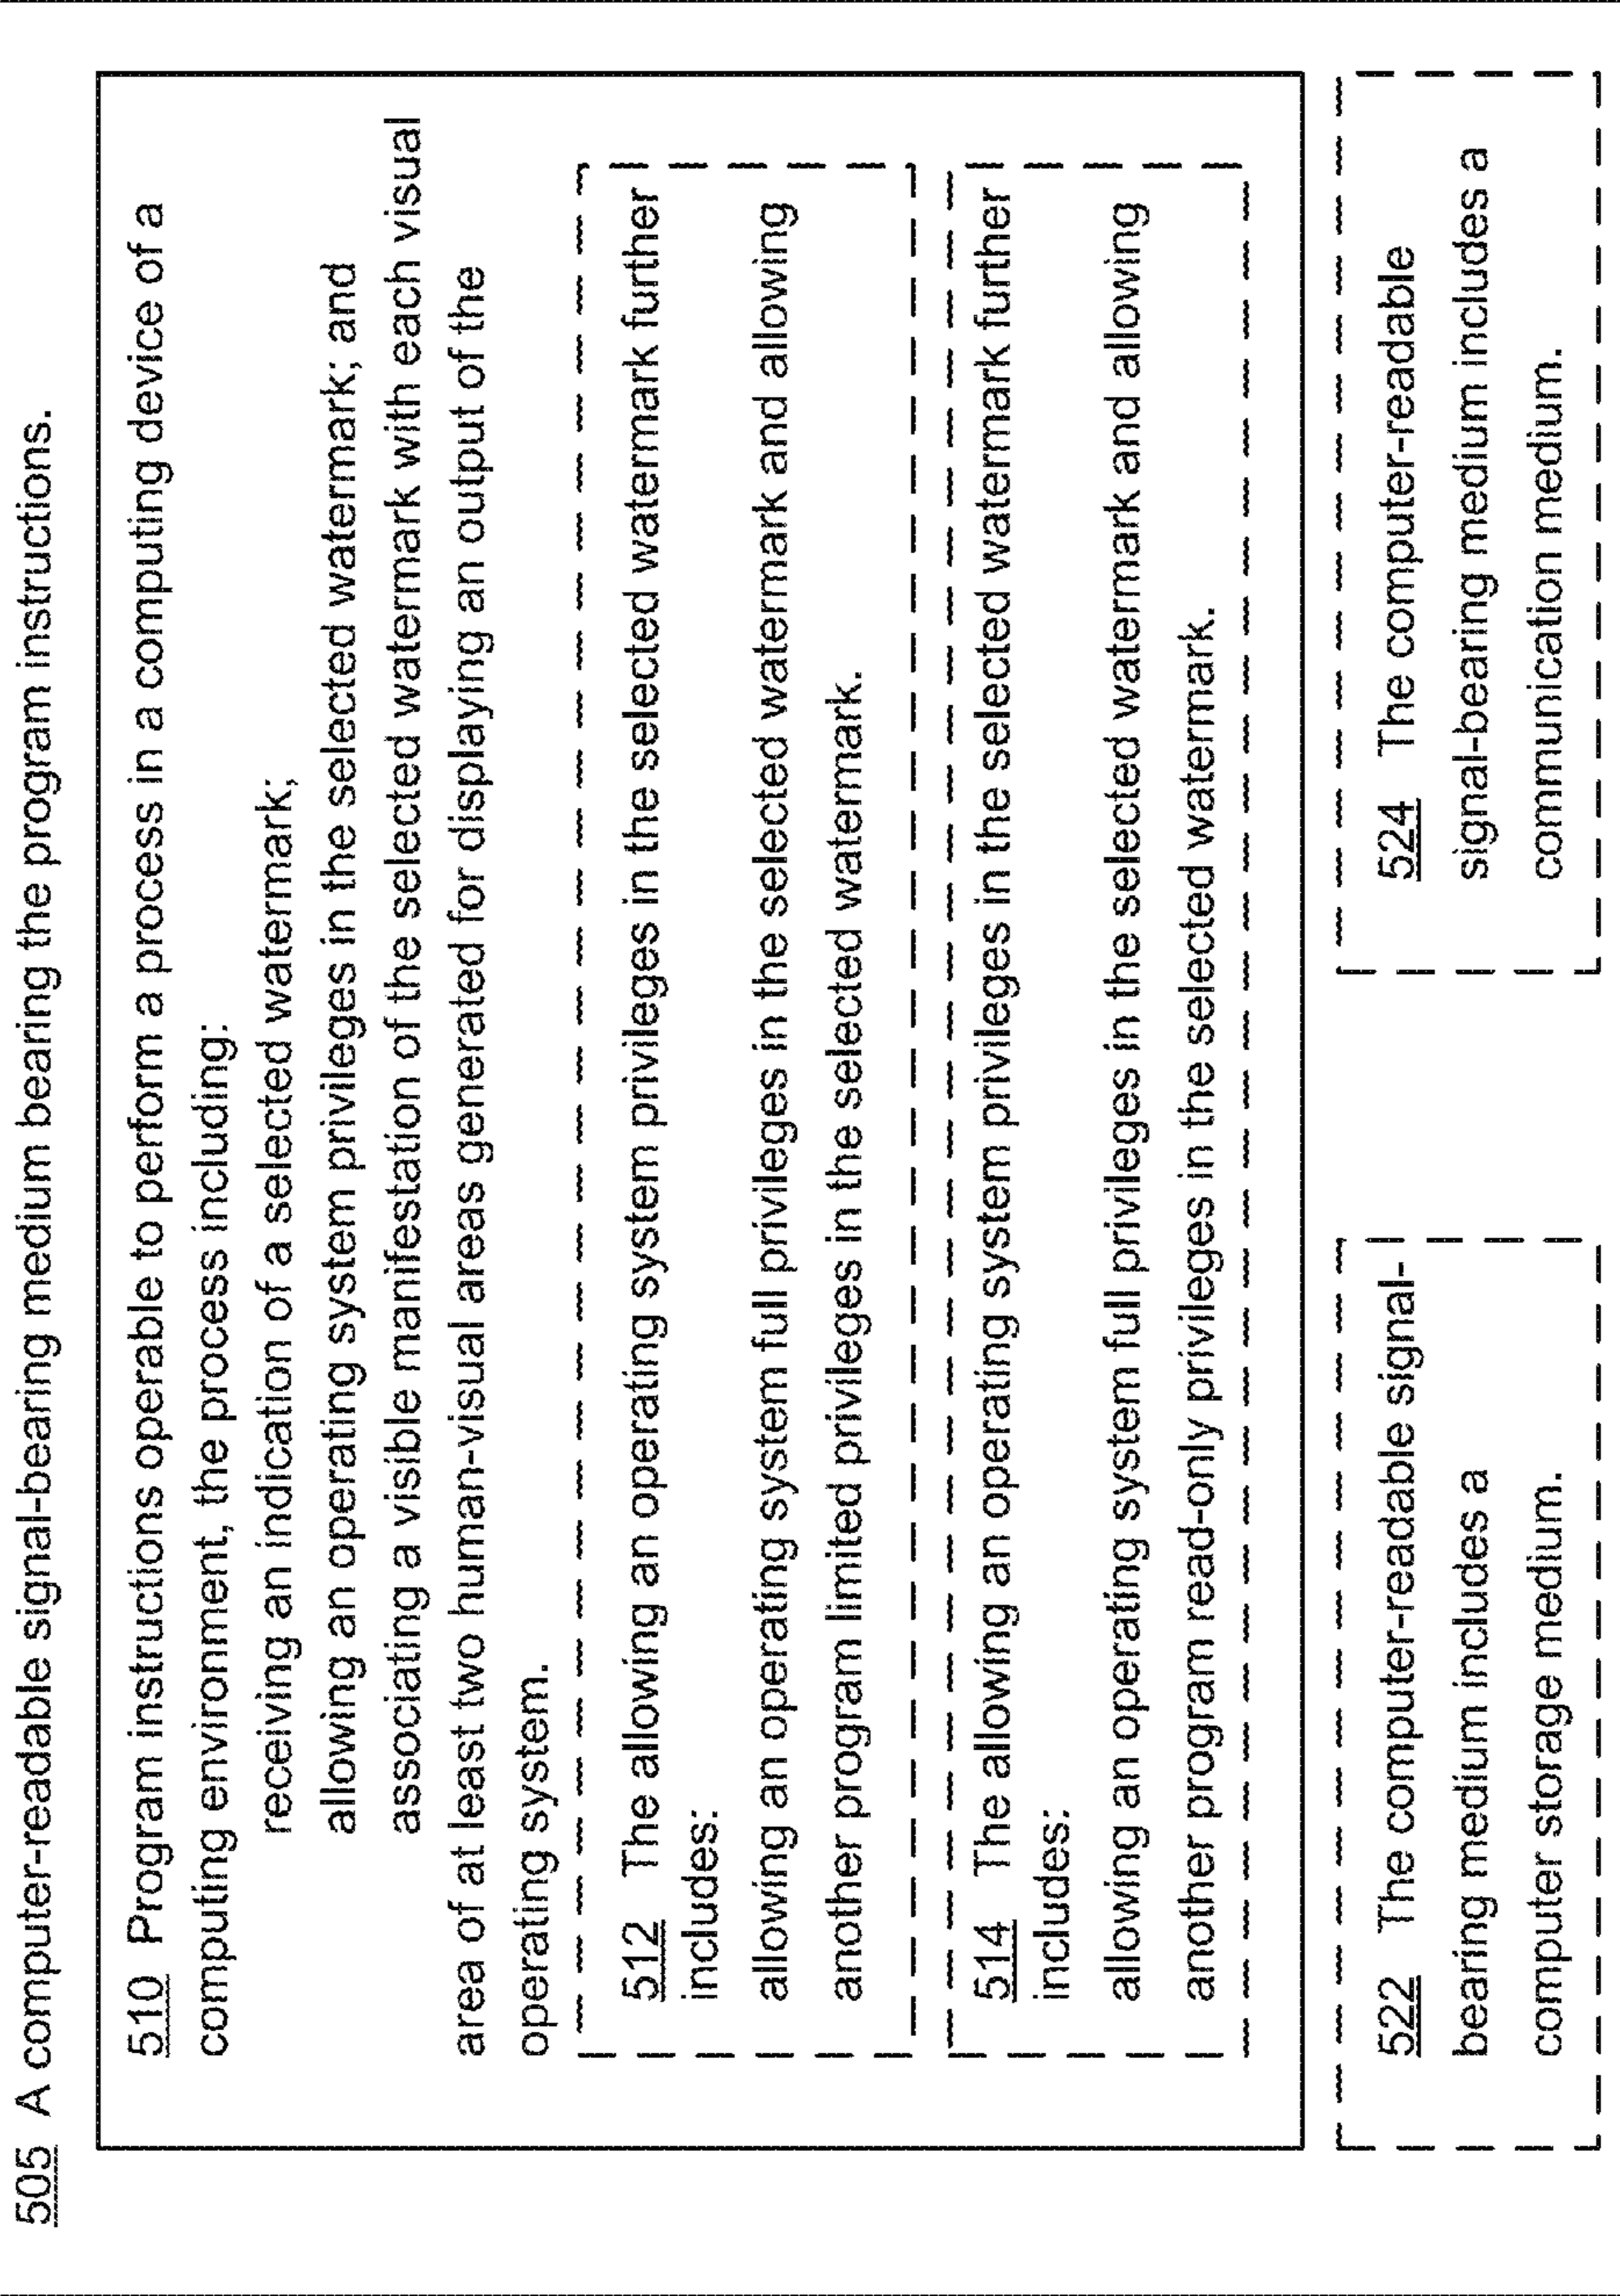 505 A computer-readable signal-bearing medium bearing the program instructions.
510 Program instructions operable to perform a process in a computing device of a
computing environment, the process including:
receiving an indication of a selected watermark;
allowing an operating system privileges in the selected watermark; and
associating a visible manifestation of the selected watermark with each visual
area of at least two human-visual areas generated for displaying an output of the
operating system.
512 The allowing an operating system privileges in the selected watermark further
includes:
allowing an operating system full privileges in the selected watermark and allowing
another program limited privileges in the selected watermark.
514 The allowing an operating system privileges in the selected watermark further
includes:
allowing an operating system full privileges in the selected watermark and allowing
another program read-only privileges in the selected watermark.
522 The computer-readable signal-
bearing medium includes a
computer storage medium.
524 The computer-readable
signal-bearing medium includes a
communication medium.